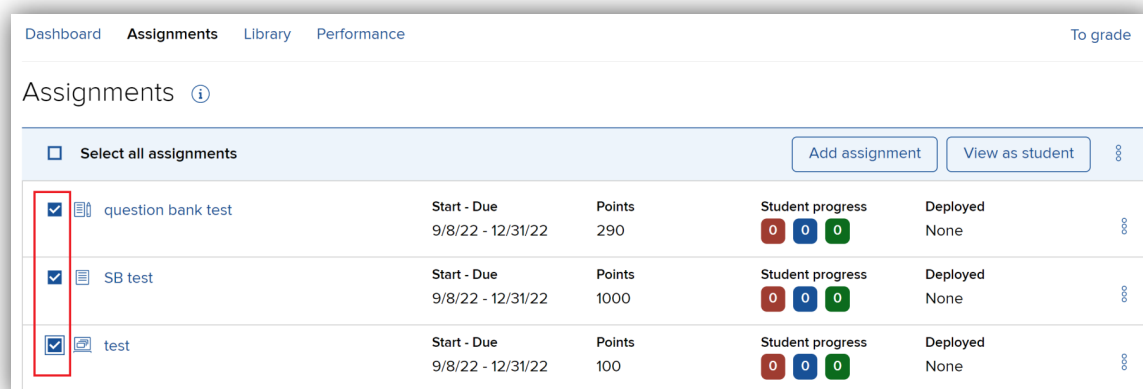 Dashboard Assignments Library Performance To grade
Assignments
Select all assignments Add assignment View as student
question bank test Start - Due Points Student progress Deployed
9/8/22 - 12/31/22 290 0 0 0 None
SB test Start - Due Points Student progress Deployed
9/8/22 - 12/31/22 1000 0 0 0 None
test Start - Due Points Student progress Deployed
9/8/22 - 12/31/22 100 0 0 0 None